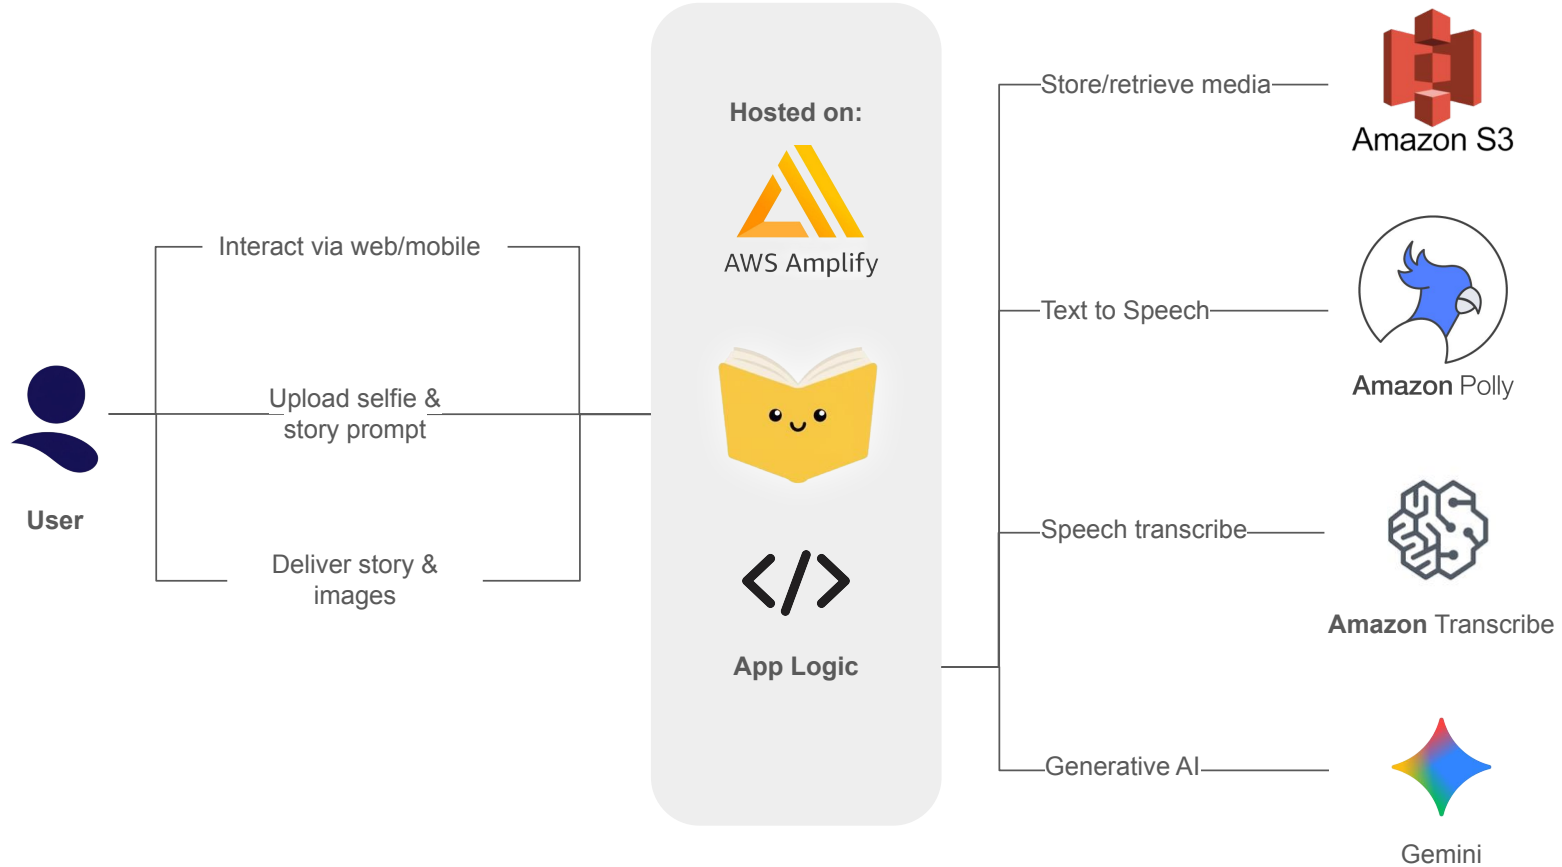 User
Interact via web/mobile
Upload selfie &
story prompt
Deliver story &
images
Hosted on:
AWS Amplify
App Logic
Store/retrieve media
Amazon S3
Text to Speech
Amazon Polly
Speech transcribe
Amazon Transcribe
Generative AI
Gemini